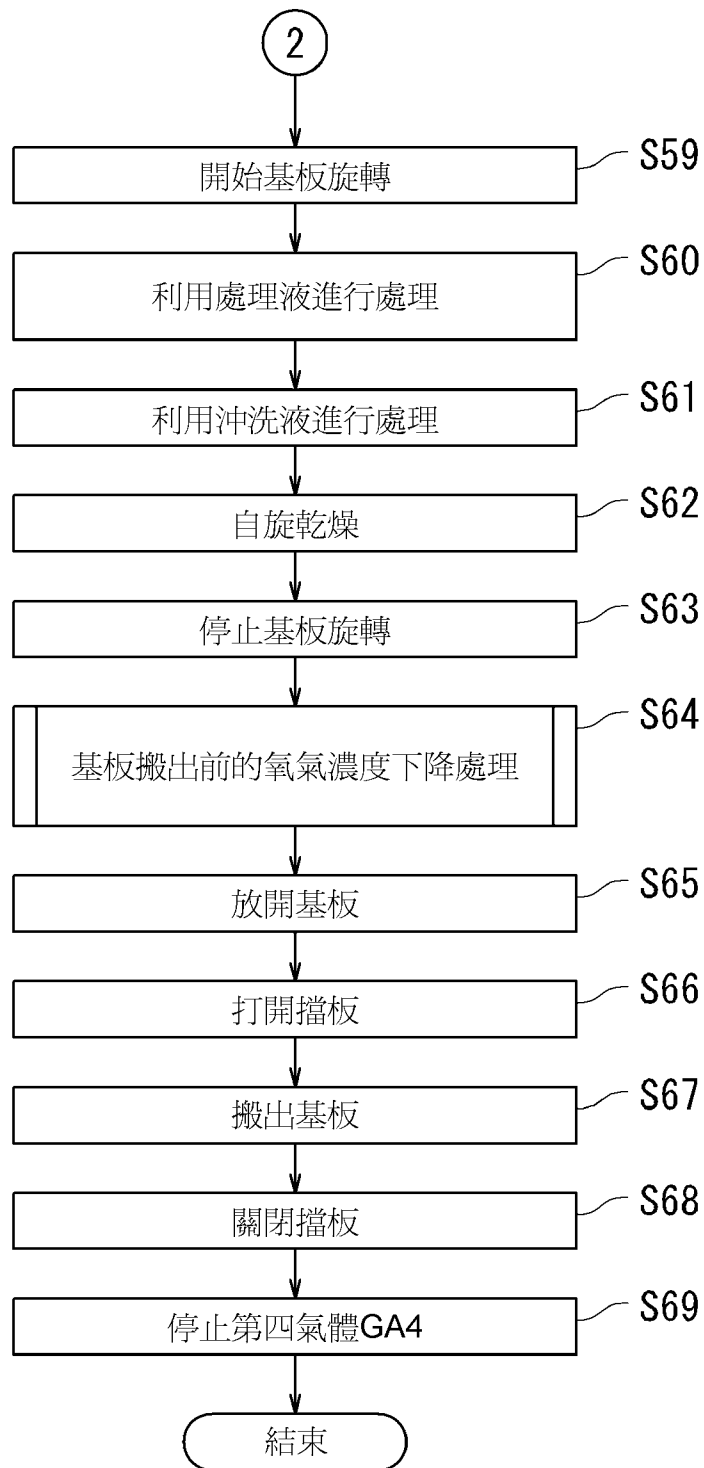 2
開始基板旋轉
S59
利用處理液進行處理
S60
利用沖洗液進行處理
S61
自旋乾燥
S62
停止基板旋轉
S63
基板搬出前的氧氣濃度下降處理
S64
放開基板
S65
打開擋板
S66
搬出基板
S67
關閉擋板
S68
停止第四氣體GA4
S69
結束